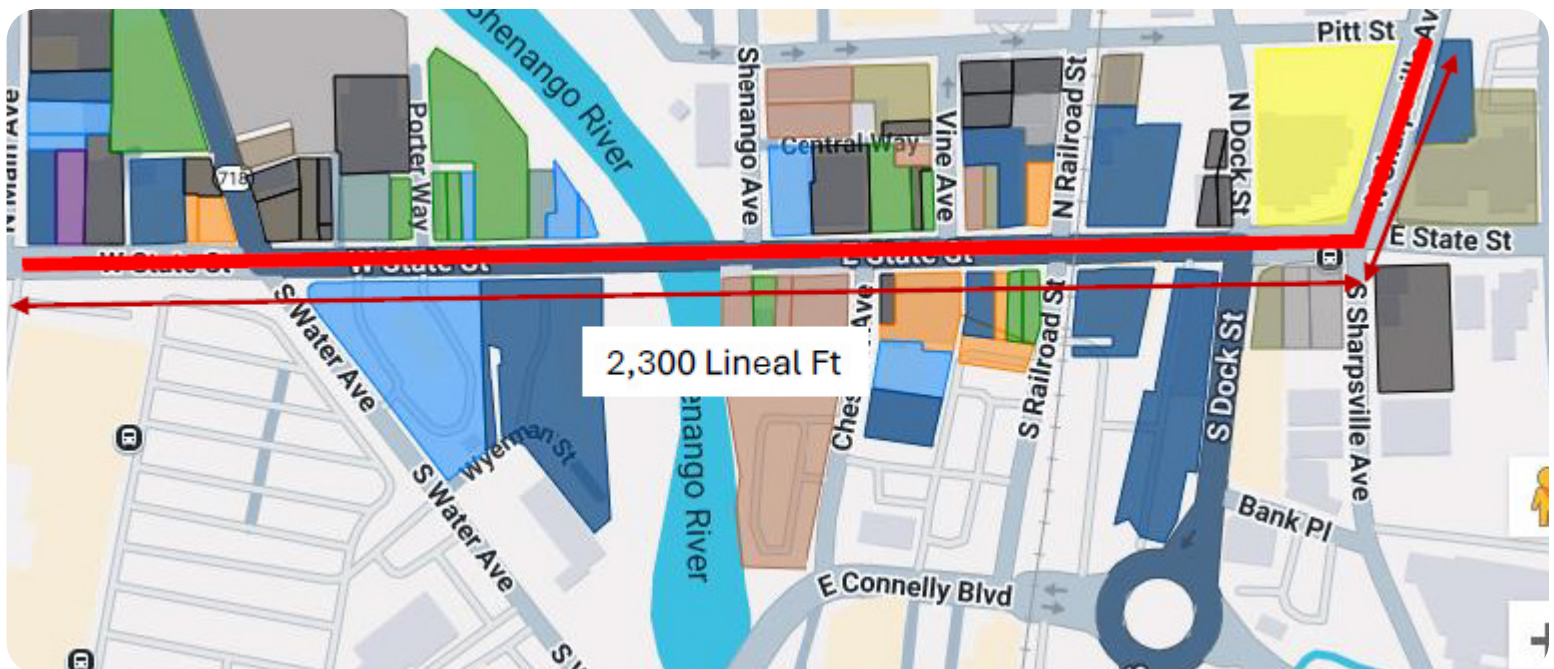 Shenango River
Pitt St
N Main Ave
718
Porter Way
Shenango Ave
Central Way
Vine Ave
N Railroad St
N Dock St
W State St
W State St
E State St
E State St
S Water Ave
2,300 Lineal Ft
S Railroad St
S Dock St
S Sharpsville Ave
Wyerman St
S Water Ave
Shenango River
Bank Pl
E Connelly Blvd